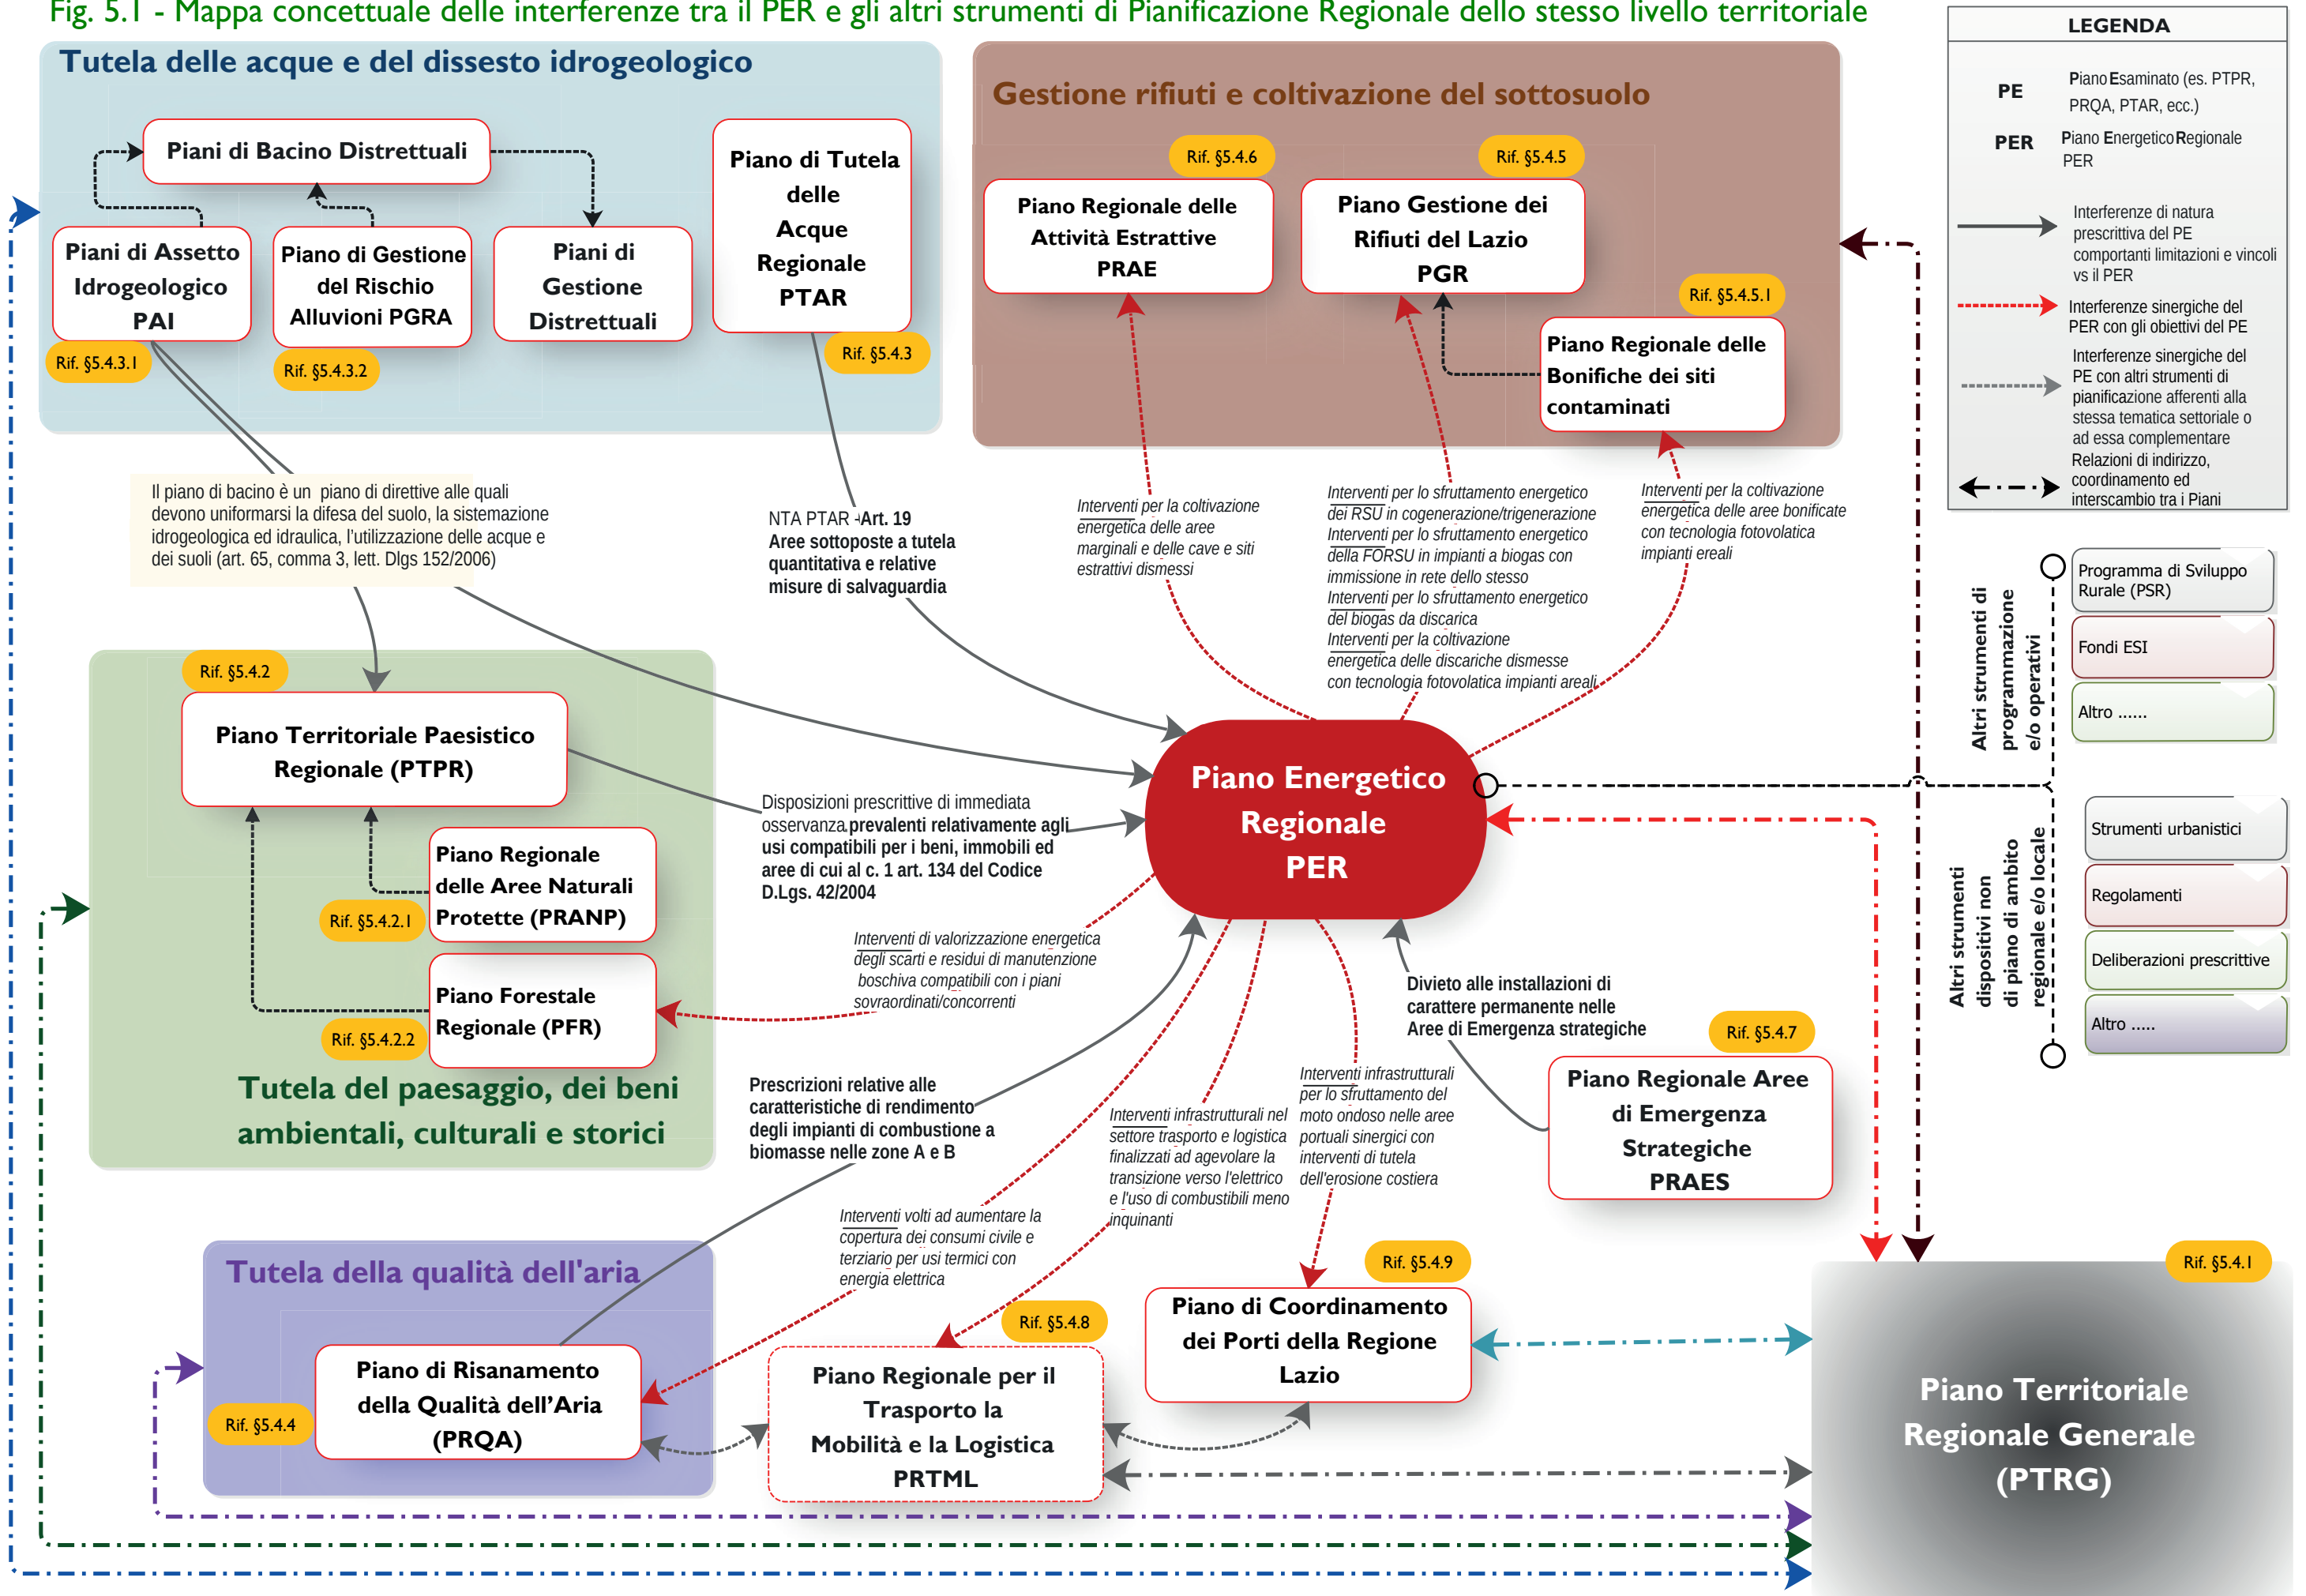 Fig. 5.1 - Mappa concettuale delle interferenze tra il PER e gli altri strumenti di Pianificazione Regionale dello stesso livello territoriale
Tutela delle acque e del dissesto idrogeologico
Piani di Bacino Distrettuali
Piani di Assetto
Idrogeologico
PAI
Rif. §5.4.3.1
Piano di Gestione
del Rischio
Alluvioni PGRA
Rif. §5.4.3.2
Piani di
Gestione
Distrettuali
Piano di Tutela
delle
Acque
Regionale
PTAR
Rif. §5.4.3
Gestione rifiuti e coltivazione del sottosuolo
Rif. §5.4.6
Piano Regionale delle
Attività Estrattive
PRAE
Rif. §5.4.5
Piano Gestione dei
Rifiuti del Lazio
PGR
Rif. §5.4.5.1
Piano Regionale delle
Bonifiche dei siti
contaminati
LEGENDA
PE
Piano Esaminato (es. PTPR,
PRQA, PTAR, ecc.)
PER
Piano Energetico Regionale
PER
Interferenze di natura
prescrittiva del PE
comportanti limitazioni e vincoli
vs il PER
Interferenze sinergiche del
PER con gli obiettivi del PE
Interferenze sinergiche del
PE con altri strumenti di
pianificazione afferenti alla
stessa tematica settoriale o
ad essa complementare
Relazioni di indirizzo,
coordinamento ed
interscambio tra i Piani
Il piano di bacino è un piano di direttive alle quali
devono uniformarsi la difesa del suolo, la sistemazione
idrogeologica ed idraulica, l'utilizzazione delle acque e
dei suoli (art. 65, comma 3, lett. Dlgs 152/2006)
NTA PTAR -Art. 19
Aree sottoposte a tutela
quantitativa e relative
misure di salvaguardia
Interventi per la coltivazione
energetica delle aree
marginali e delle cave e siti
estrattivi dismessi
Interventi per lo sfruttamento energetico
dei RSU in cogenerazione/trigenerazione
Interventi per lo sfruttamento energetico
della FORSU in impianti a biogas con
immissione in rete dello stesso
Interventi per lo sfruttamento energetico
del biogas da discarica
Interventi per la coltivazione
energetica delle discariche dismesse
con tecnologia fotovolatica impianti areali
Interventi per la coltivazione
energetica delle aree bonificate
con tecnologia fotovolatica
impianti ereali
Altri strumenti di
programmazione
e/o operativi
Programma di Sviluppo
Rurale (PSR)
Fondi ESI
Altro ......
Altri strumenti
dispositivi non
di piano di ambito
regionale e/o locale
Strumenti urbanistici
Regolamenti
Deliberazioni prescrittive
Altro .....
Rif. §5.4.2
Piano Territoriale Paesistico
Regionale (PTPR)
Piano Regionale
delle Aree Naturali
Protette (PRANP)
Rif. §5.4.2.1
Piano Forestale
Regionale (PFR)
Rif. §5.4.2.2
Tutela del paesaggio, dei beni
ambientali, culturali e storici
Piano Energetico
Regionale
PER
Disposizioni prescrittive di immediata
osservanza.prevalenti relativamente agli
usi compatibili per i beni, immobili ed
aree di cui al c. 1 art. 134 del Codice
D.Lgs. 42/2004
Interventi di valorizzazione energetica
degli scarti e residui di manutenzione
boschiva compatibili con i piani
sovraordinati/concorrenti
Prescrizioni relative alle
caratteristiche di rendimento
degli impianti di combustione a
biomasse nelle zone A e B
Interventi volti ad aumentare la
copertura dei consumi civile e
terziario per usi termici con
energia elettrica
Interventi infrastrutturali nel
settore trasporto e logistica
finalizzati ad agevolare la
transizione verso l'elettrico
e l'uso di combustibili meno
inquinanti
Interventi infrastrutturali
per lo sfruttamento del
moto ondoso nelle aree
portuali sinergici con
interventi di tutela
dell'erosione costiera
Divieto alle installazioni di
carattere permanente nelle
Aree di Emergenza strategiche
Rif. §5.4.7
Piano Regionale Aree
di Emergenza
Strategiche
PRAES
Tutela della qualità dell'aria
Piano di Risanamento
della Qualità dell'Aria
(PRQA)
Rif. §5.4.4
Rif. §5.4.8
Piano Regionale per il
Trasporto la
Mobilità e la Logistica
PRTML
Rif. §5.4.9
Piano di Coordinamento
dei Porti della Regione
Lazio
Rif. §5.4.1
Piano Territoriale
Regionale Generale
(PTRG)